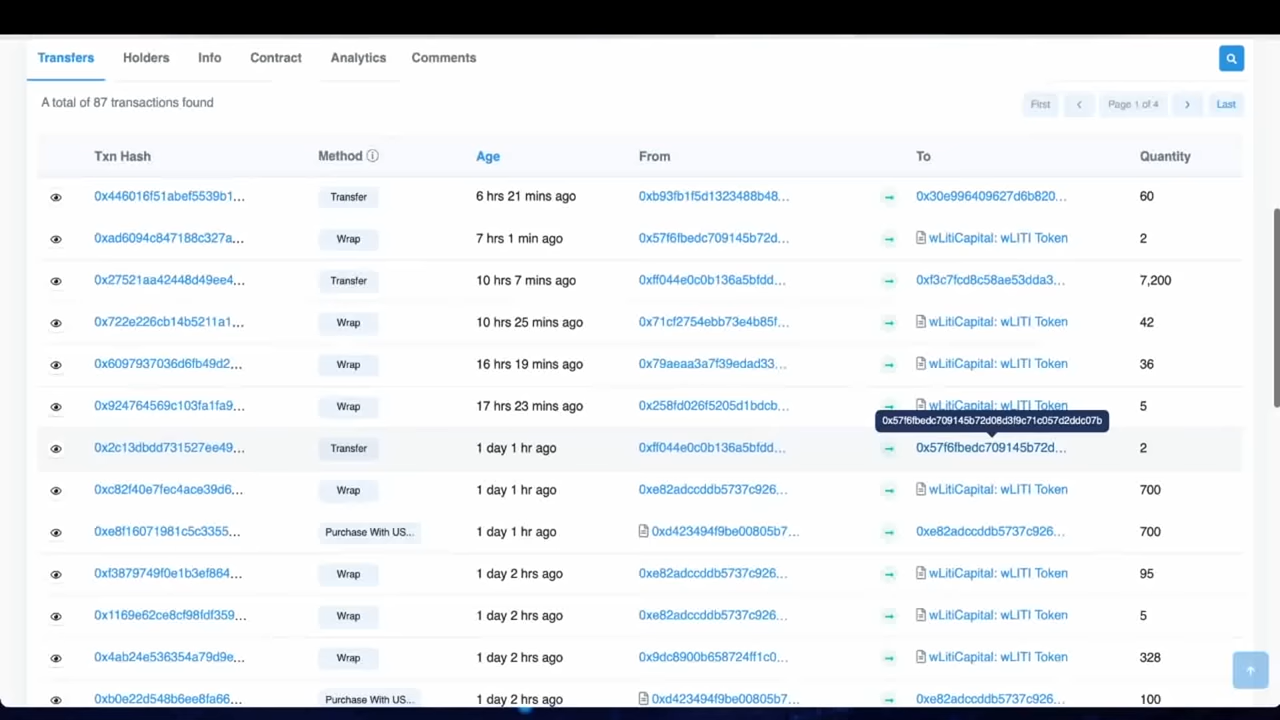 Transfers Holders Info Contract Analytics Comments
A total of 87 transactions found
First Page 1 of 4 Last
Txn Hash Method Age From To Quantity
0x446016f51abef5539b1... Transfer 6 hrs 21 mins ago 0xb93fb1f5d1323488b48... 0x30e996409627d6b820... 60
0xad6094c847188c327a... Wrap 7 hrs 1 min ago 0x57f6fbedc709145b72d... wLitiCapital: wLITI Token 2
0x27521aa42448d49ee4... Transfer 10 hrs 7 mins ago 0xff044e0c0b136a5bfdd... 0xf3c7fcd8c58ae53dda3... 7,200
0x722e226cb14b5211a1... Wrap 10 hrs 25 mins ago 0x71cf2754ebb73e4b85f... wLitiCapital: wLITI Token 42
0x6097937036d6fb49d2... Wrap 16 hrs 19 mins ago 0x79aeaa3a7f39edad33... wLitiCapital: wLITI Token 36
0x924764569c103fa1fa9... Wrap 17 hrs 23 mins ago 0x258fd026f5205d1bdcb... wLitiCapital: wLITI Token 5
0x57f6fbedc709145b72d08d3f9c71c057d2ddc07b
0x2c13dbdd731527ee49... Transfer 1 day 1 hr ago 0xff044e0c0b136a5bfdd... 0x57f6fbedc709145b72d... 2
0xc82f40e7fec4ace39d6... Wrap 1 day 1 hr ago 0xe82adccddb5737c926... wLitiCapital: wLITI Token 700
0xe8f16071981c5c3355... Purchase With US... 1 day 1 hr ago 0xd423494f9be00805b7... 0xe82adccddb5737c926... 700
0xf3879749f0e1b3ef864... Wrap 1 day 2 hrs ago 0xe82adccddb5737c926... wLitiCapital: wLITI Token 95
0x1169e62ce8cf98fdf359... Wrap 1 day 2 hrs ago 0xe82adccddb5737c926... wLitiCapital: wLITI Token 5
0x4ab24e536354a79d9e... Wrap 1 day 2 hrs ago 0x9dc8900b658724ff1c0... wLitiCapital: wLITI Token 328
0xb0e22d548b6ee8fa66... Purchase With US... 1 day 2 hrs ago 0xd423494f9be00805b7... 0xe82adccddb5737c926... 100